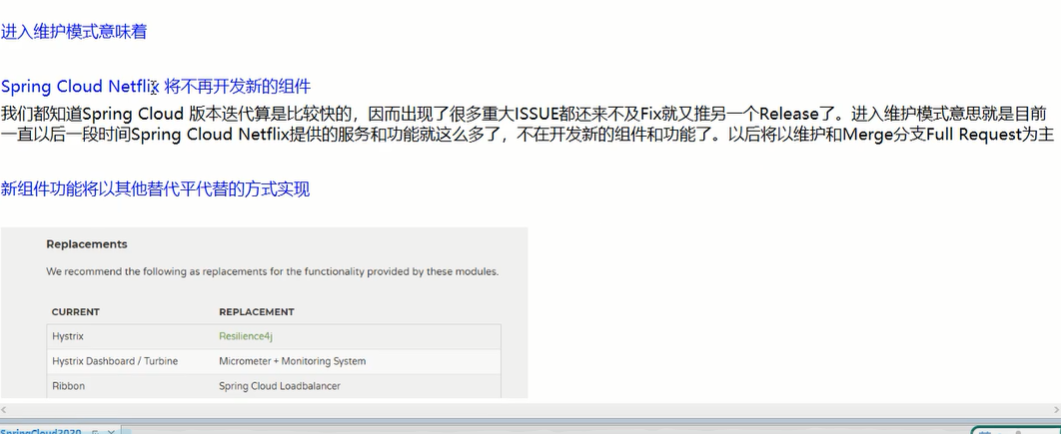 进入维护模式意味着
Spring Cloud Netflix 将不再开发新的组件
我们都知道Spring Cloud 版本迭代算是比较快的，因而出现了很多重大ISSUE都还来不及Fix就又推另一个Release了。进入维护模式意思就是目前
一直以后一段时间Spring Cloud Netflix提供的服务和功能就这么多了，不在开发新的组件和功能了。以后将以维护和Merge分支Full Request为主
新组件功能将以其他替代平代替的方式实现
Replacements
We recommend the following as replacements for the functionality provided by these modules.
CURRENT REPLACEMENT
Hystrix Resilience4j
Hystrix Dashboard / Turbine Micrometer + Monitoring System
Ribbon Spring Cloud Loadbalancer
SpringCloud2020